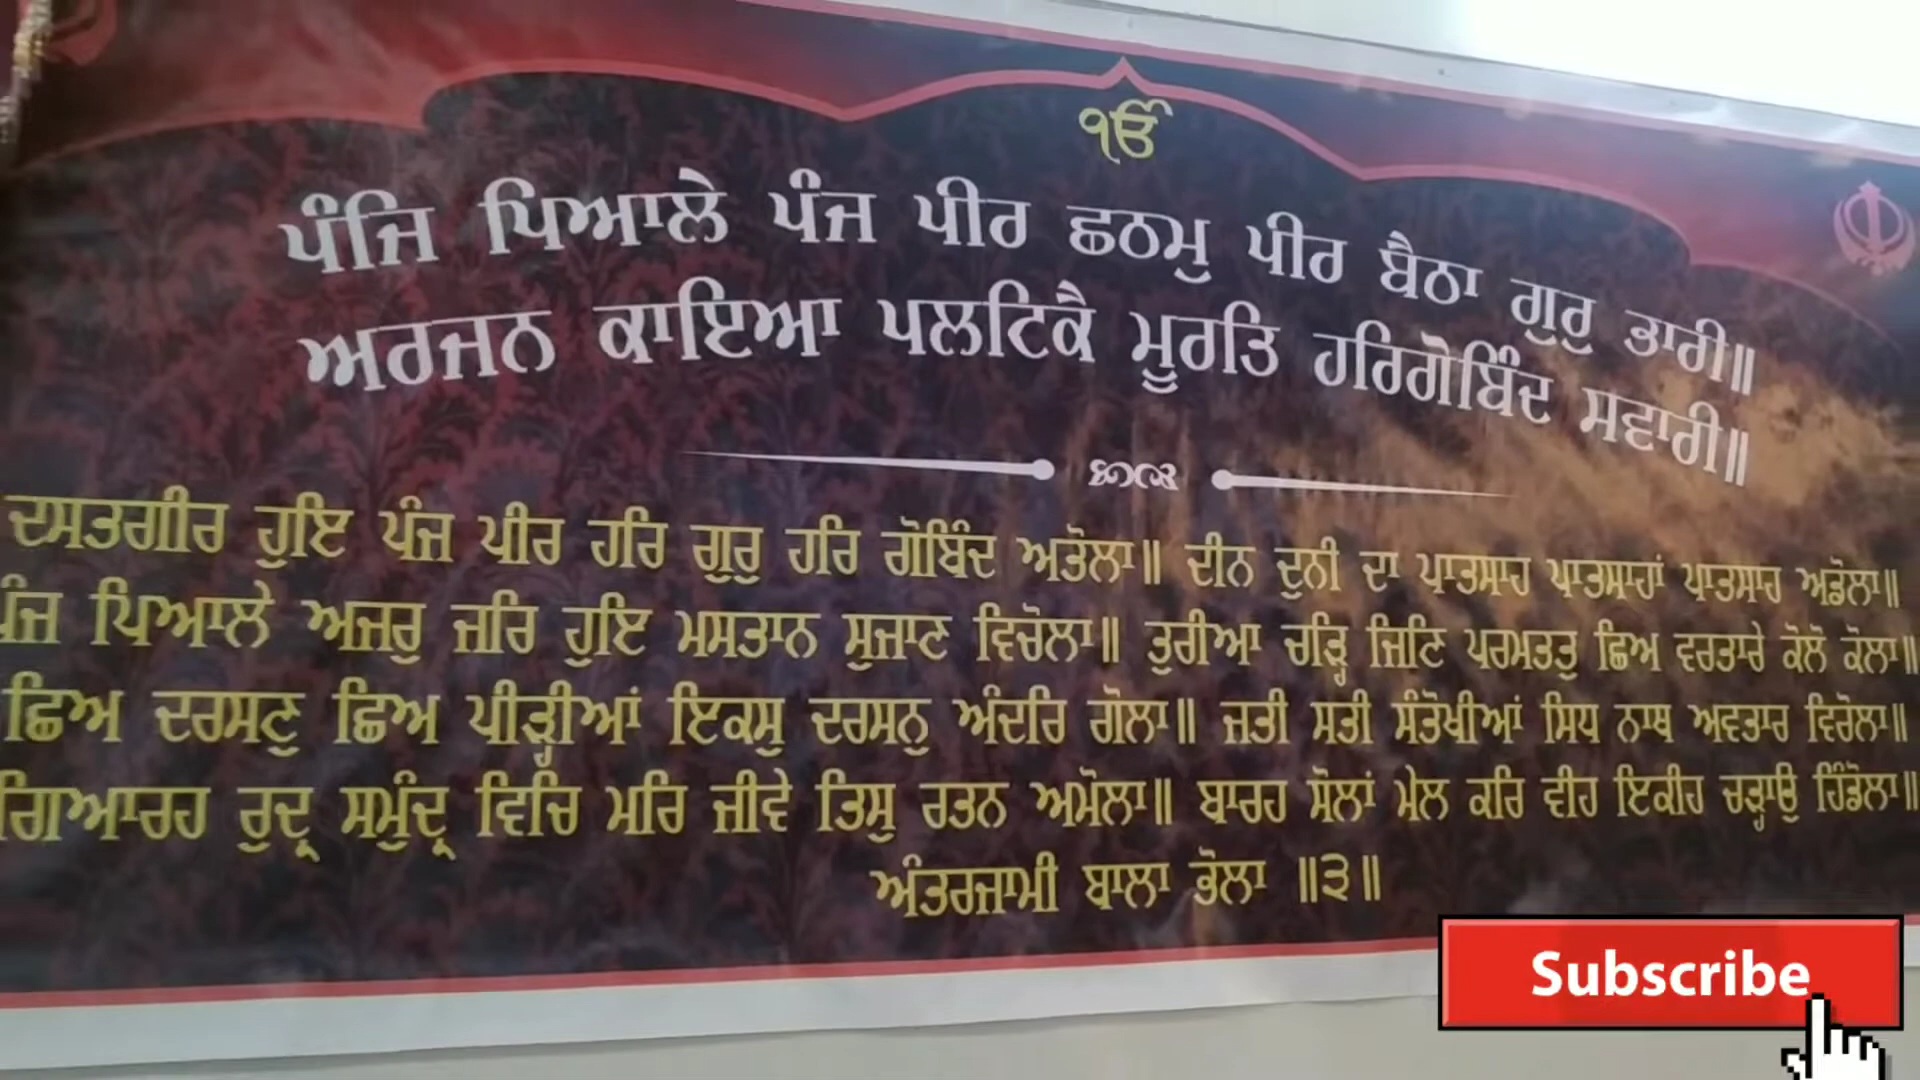 ੴ
ਪੰਜਿ ਪਿਆਲੇ ਪੰਜ ਪੀਰ ਛਠਮੁ ਪੀਰ ਬੈਠਾ ਗੁਰੁ ਭਾਰੀ॥
ਅਰਜਨ ਕਾਇਆ ਪਲਟਿਕੈ ਮੂਰਤਿ ਹਰਿਗੋਬਿੰਦ ਸਵਾਰੀ॥
ਦਸਤਗੀਰ ਹੁਇ ਪੰਜ ਪੀਰ ਹਰਿ ਗੁਰੁ ਹਰਿ ਗੋਬਿੰਦ ਅਤੋਲਾ॥ ਦੀਨ ਦੁਨੀ ਦਾ ਪਾਤਸਾਹ ਪਾਤਸਾਹਾਂ ਪਾਤਸਾਹ ਅਡੋਲਾ॥
ਪੰਜ ਪਿਆਲੇ ਅਜਰੁ ਜਰਿ ਹੁਇ ਮਸਤਾਨ ਸੁਜਾਣ ਵਿਚੋਲਾ॥ ਤੁਰੀਆ ਚੜ੍ਹਿ ਜਿਣਿ ਪਰਮਤਤੁ ਛਿਅ ਵਰਤਾਰੇ ਕੋਲੋ ਕੋਲਾ॥
ਛਿਅ ਦਰਸਣੁ ਛਿਅ ਪੀੜ੍ਹੀਆਂ ਇਕਸੁ ਦਰਸਨੁ ਅੰਦਰਿ ਗੋਲਾ॥ ਜਤੀ ਸਤੀ ਸੰਤੋਖੀਆਂ ਸਿਧ ਨਾਥ ਅਵਤਾਰ ਵਿਰੋਲਾ॥
ਗਿਆਰਹ ਰੁਦ੍ਰ ਸਮੁੰਦ੍ਰ ਵਿਚਿ ਮਰਿ ਜੀਵੇ ਤਿਸੁ ਰਤਨ ਅਮੋਲਾ॥ ਬਾਰਹ ਸੋਲਾਂ ਮੇਲ ਕਰਿ ਵੀਹ ਇਕੀਹ ਚੜ੍ਹਾਉ ਹਿੰਡੋਲਾ॥
ਅੰਤਰਜਾਮੀ ਬਾਲਾ ਭੋਲਾ ॥੩॥
Subscribe